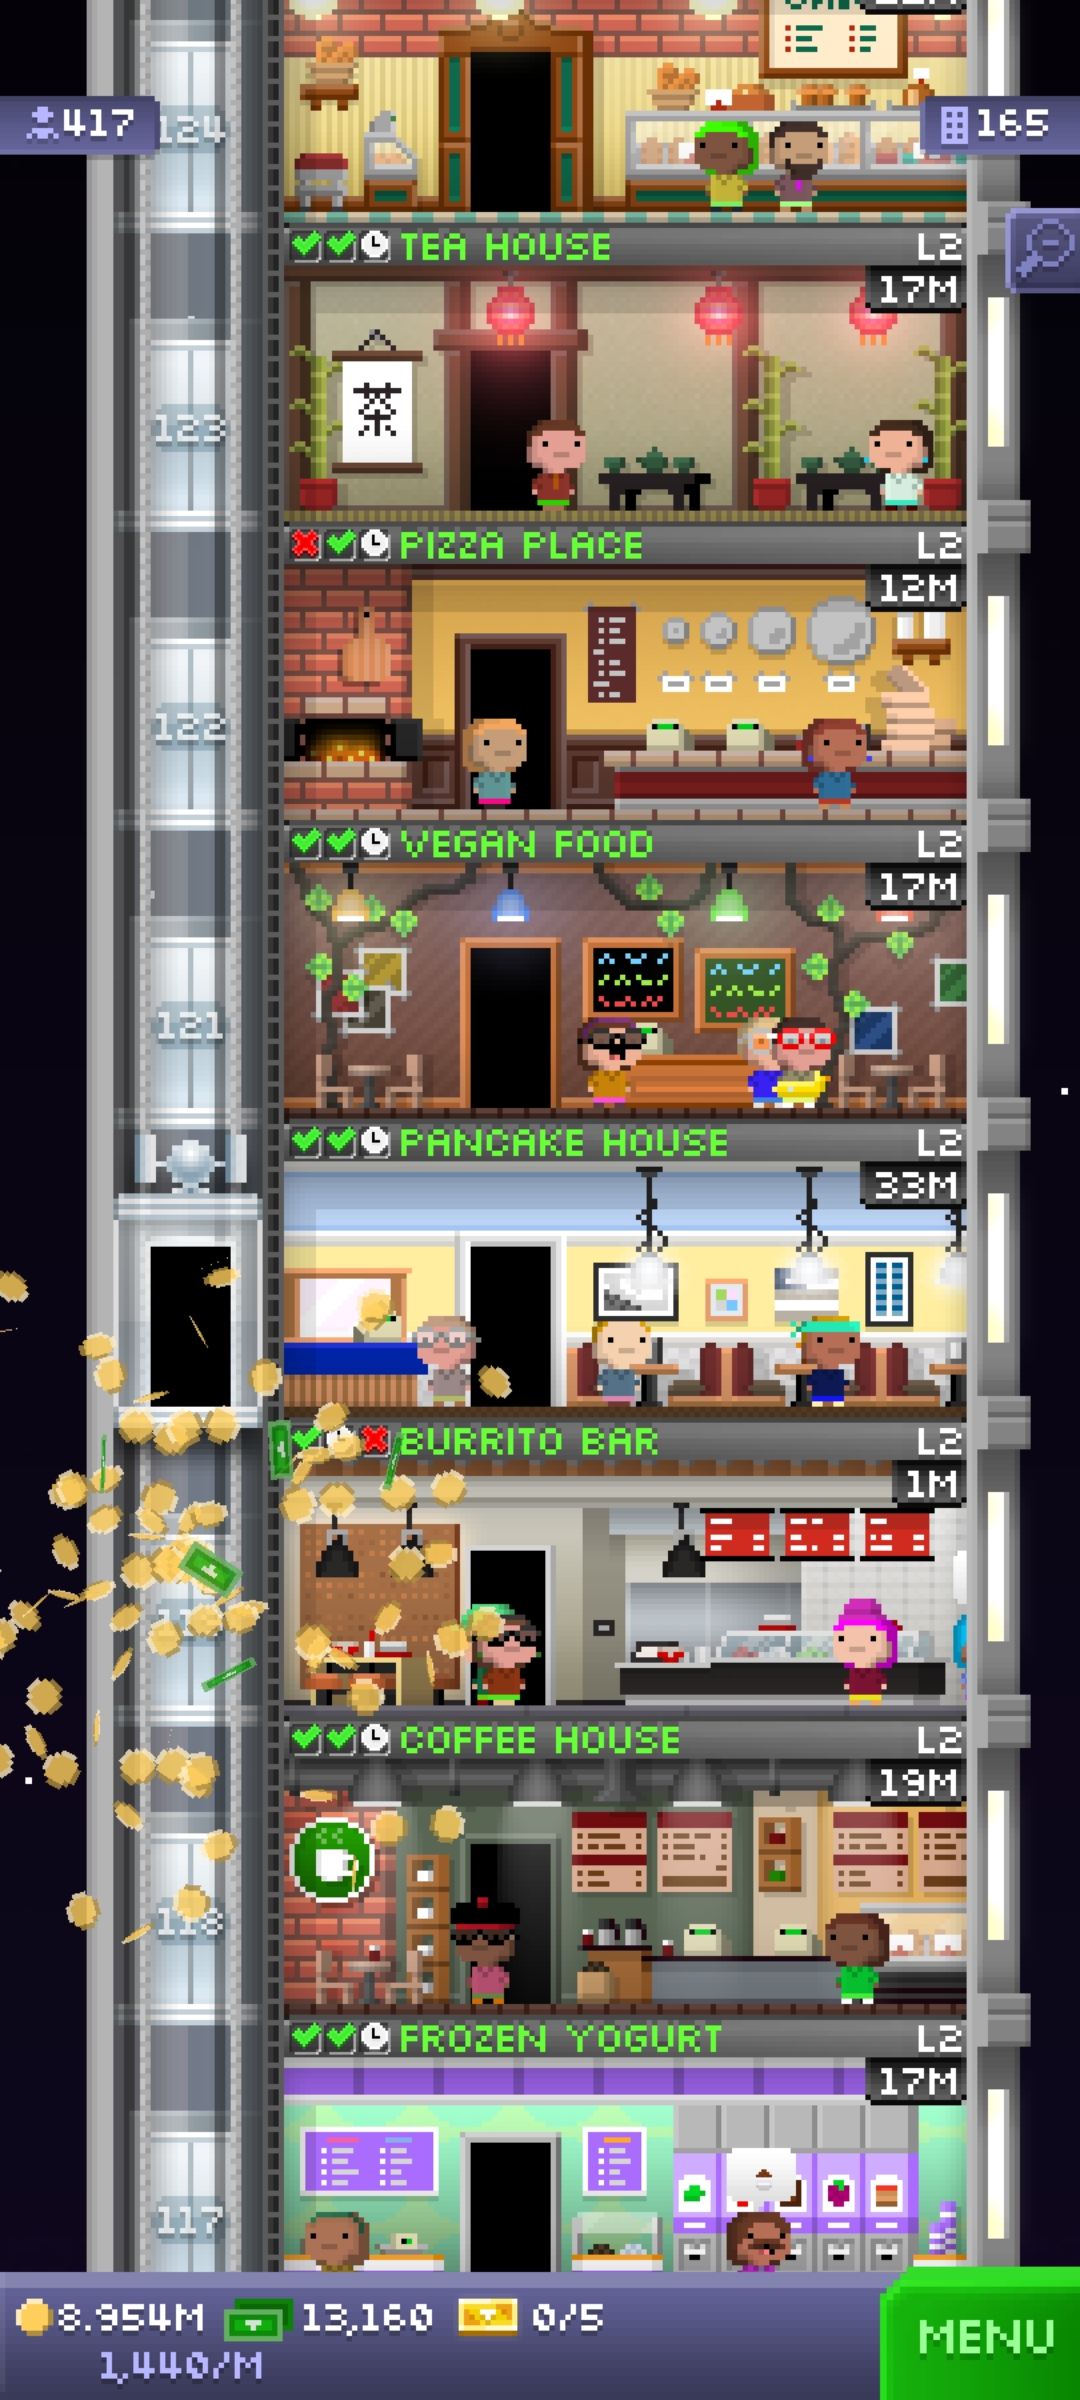 417
165
124
TEA HOUSE L2
17M
茶
123
PIZZA PLACE L2
12M
122
VEGAN FOOD L2
17M
121
PANCAKE HOUSE L2
33M
BURRITO BAR L2
1M
COFFEE HOUSE L2
19M
118
FROZEN YOGURT L2
17M
117
8.954M 13,160 0/5
1,440/M
MENU